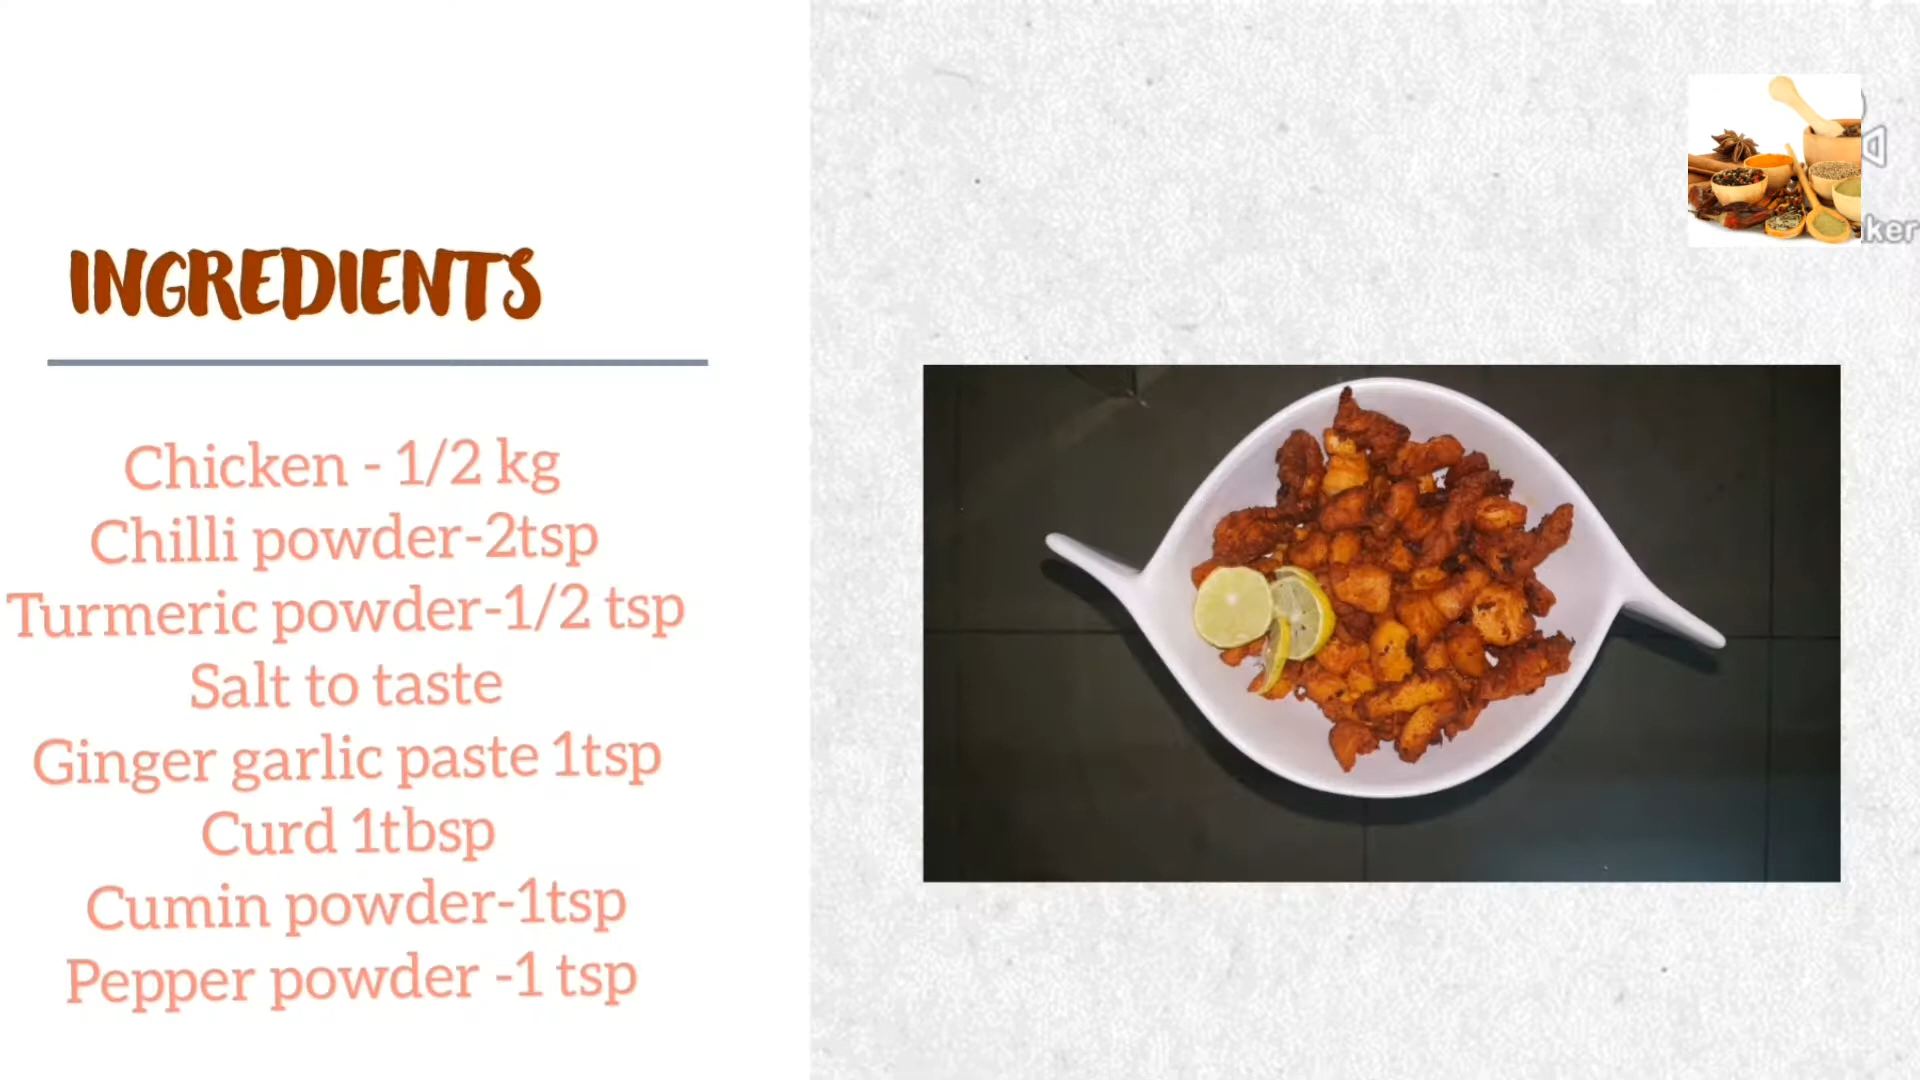 INGREDIENTS
Chicken - 1/2 kg
Chilli powder-2tsp
Turmeric powder-1/2 tsp
Salt to taste
Ginger garlic paste 1tsp
Curd 1tbsp
Cumin powder-1tsp
Pepper powder -1 tsp